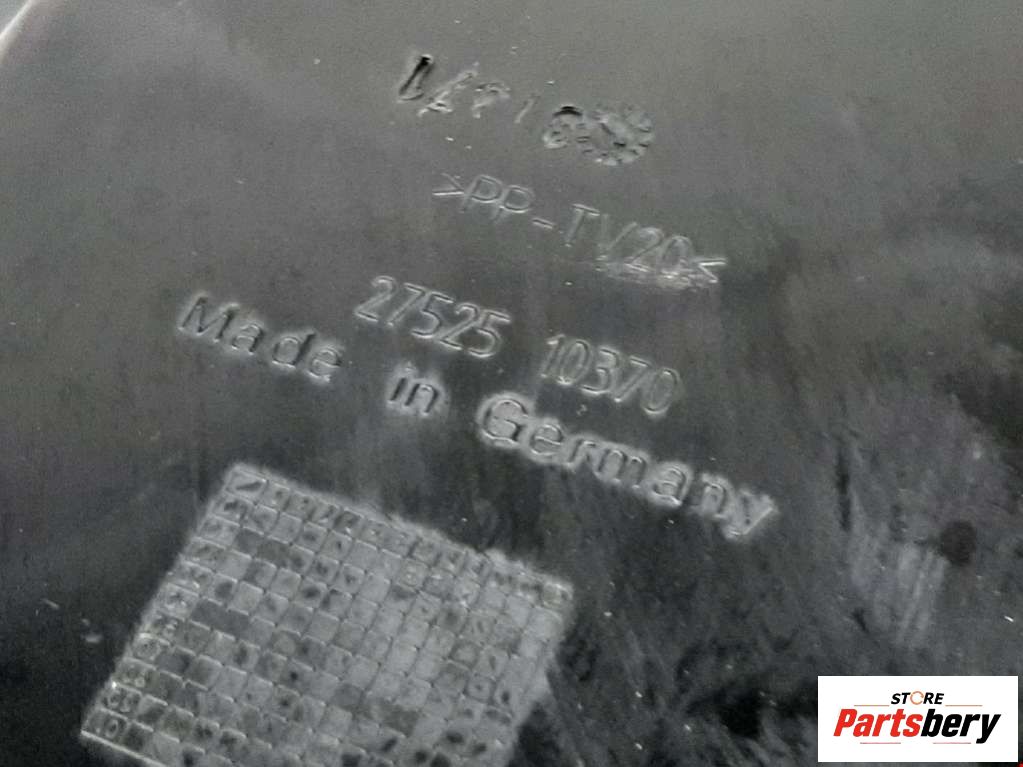 >PP-TV20<
27525 10370
Made in Germany
STORE
Partsbery